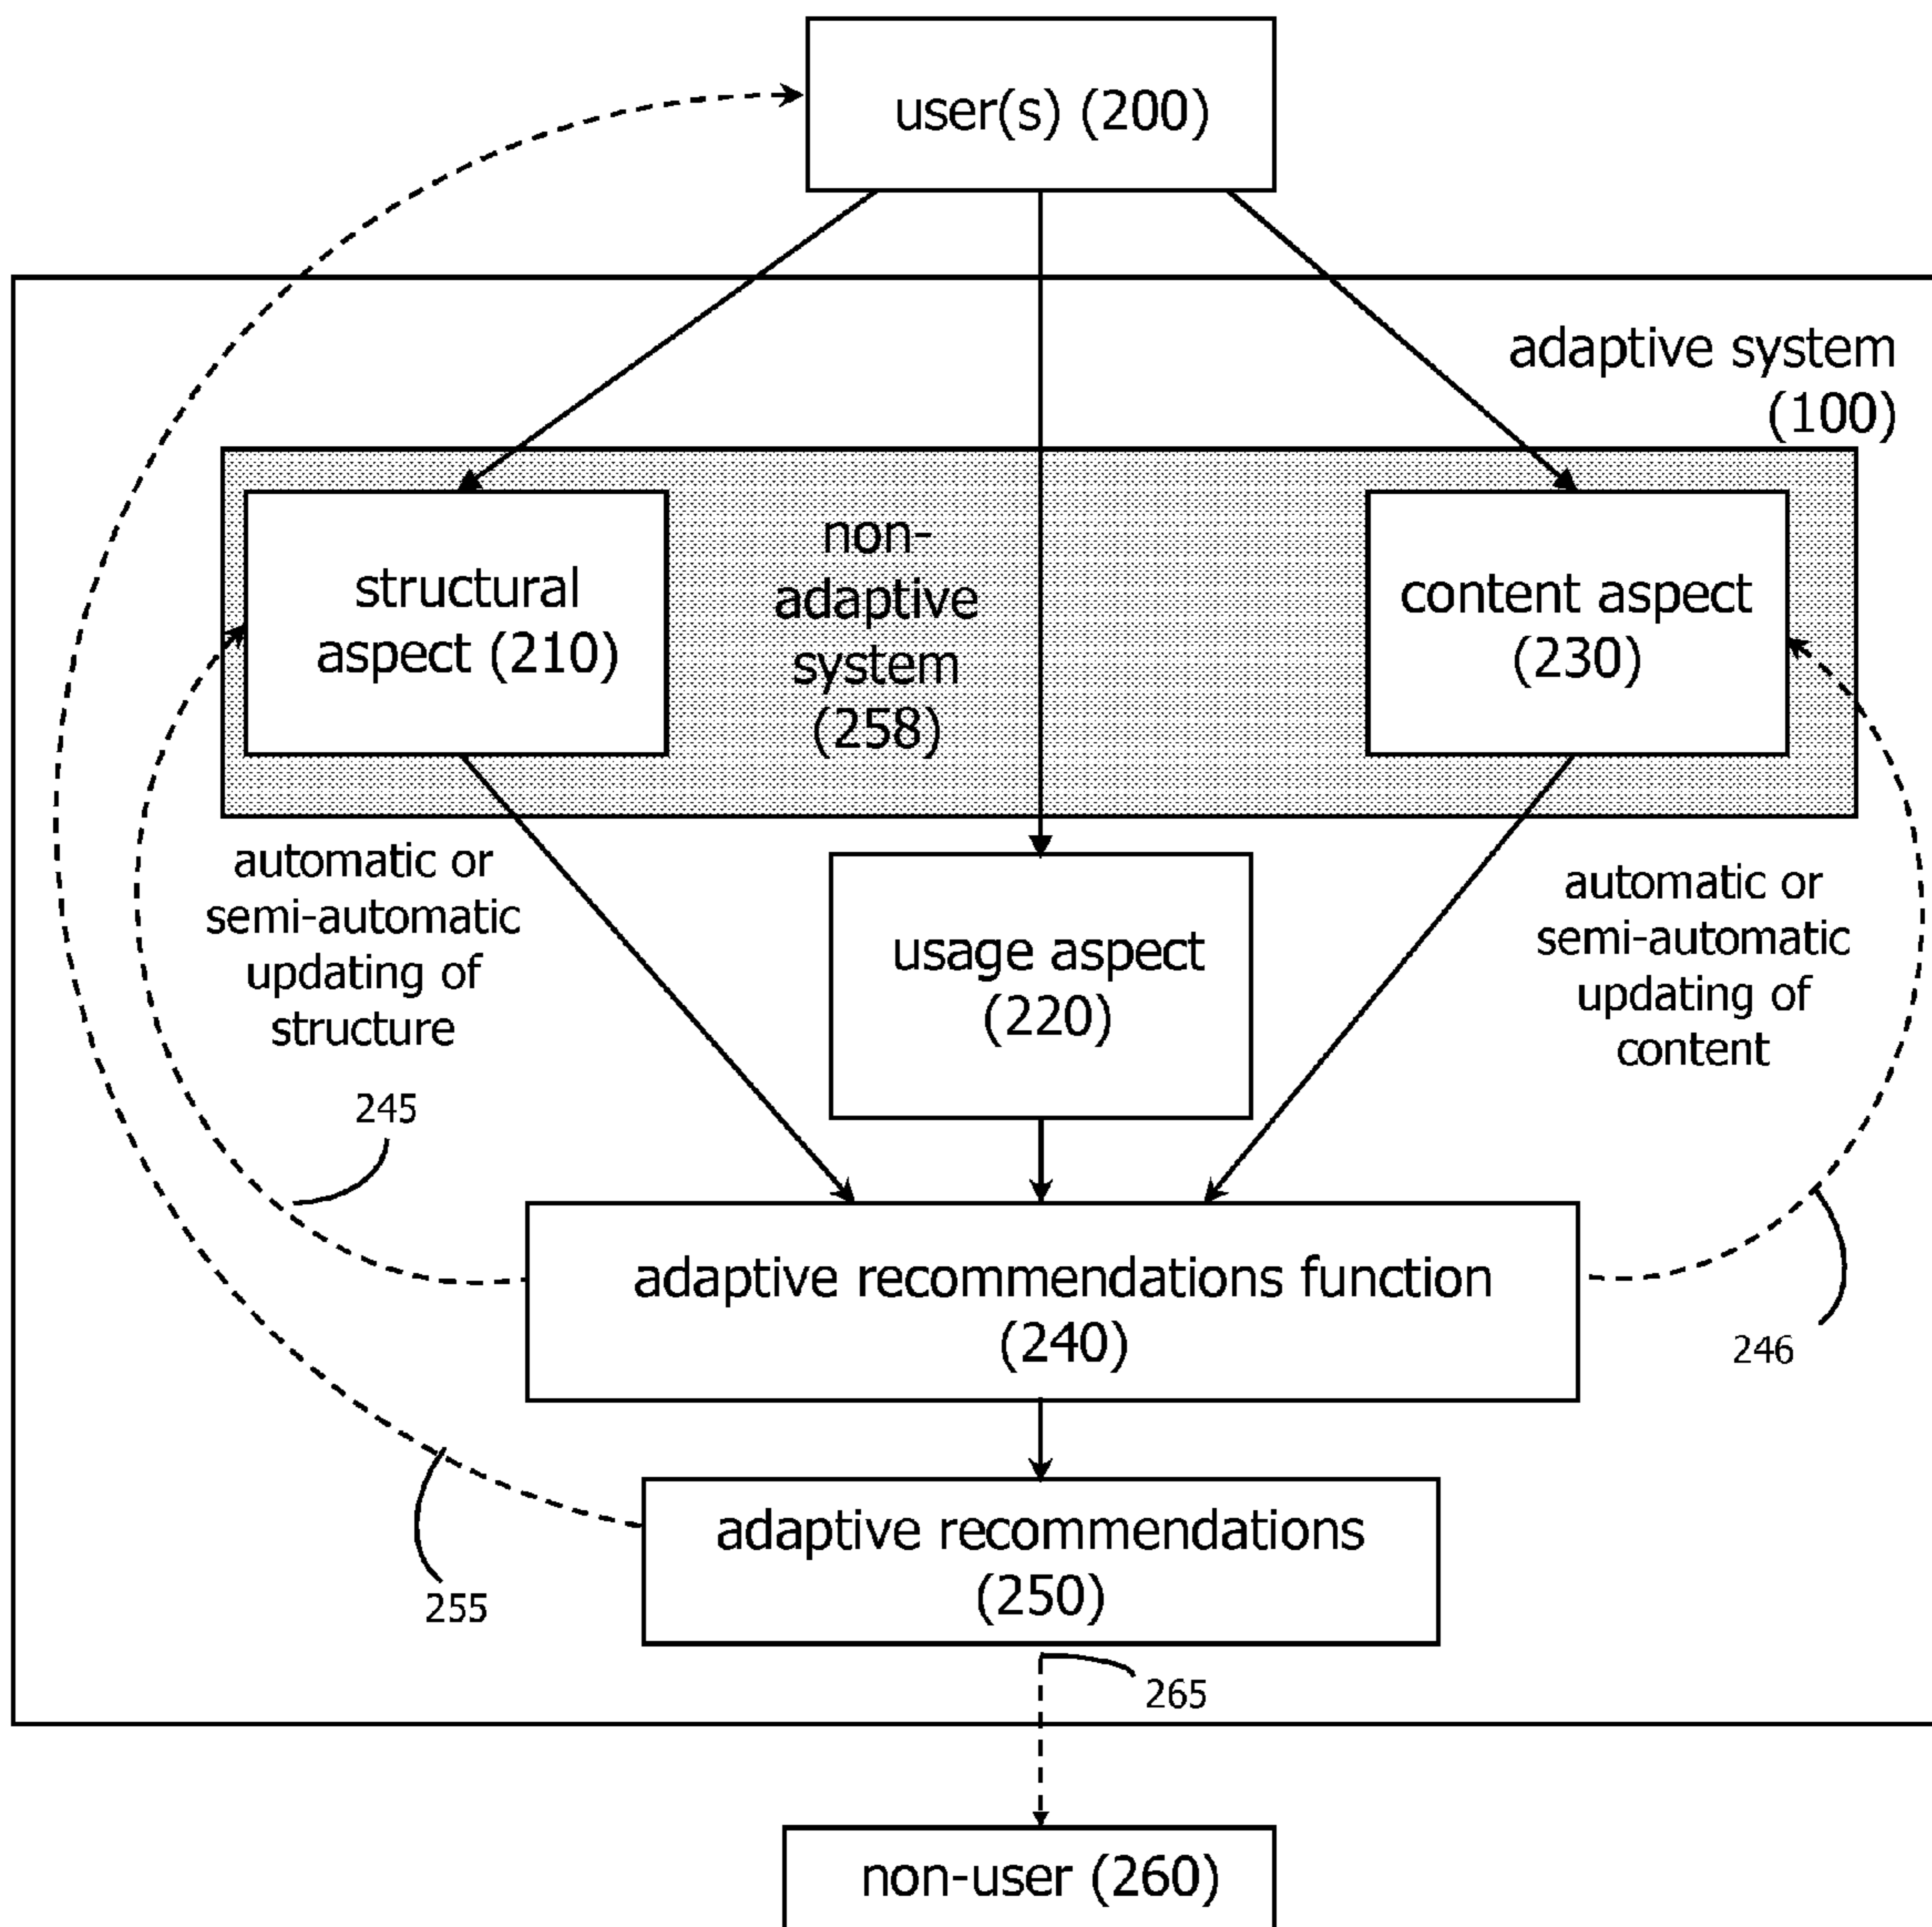 user(s) (200)
adaptive system
(100)
non-
adaptive
system
(258)
structural
aspect (210)
content aspect
(230)
automatic or
semi-automatic
updating of
structure
usage aspect
(220)
automatic or
semi-automatic
updating of
content
245
adaptive recommendations function
(240)
246
adaptive recommendations
(250)
255
265
non-user (260)